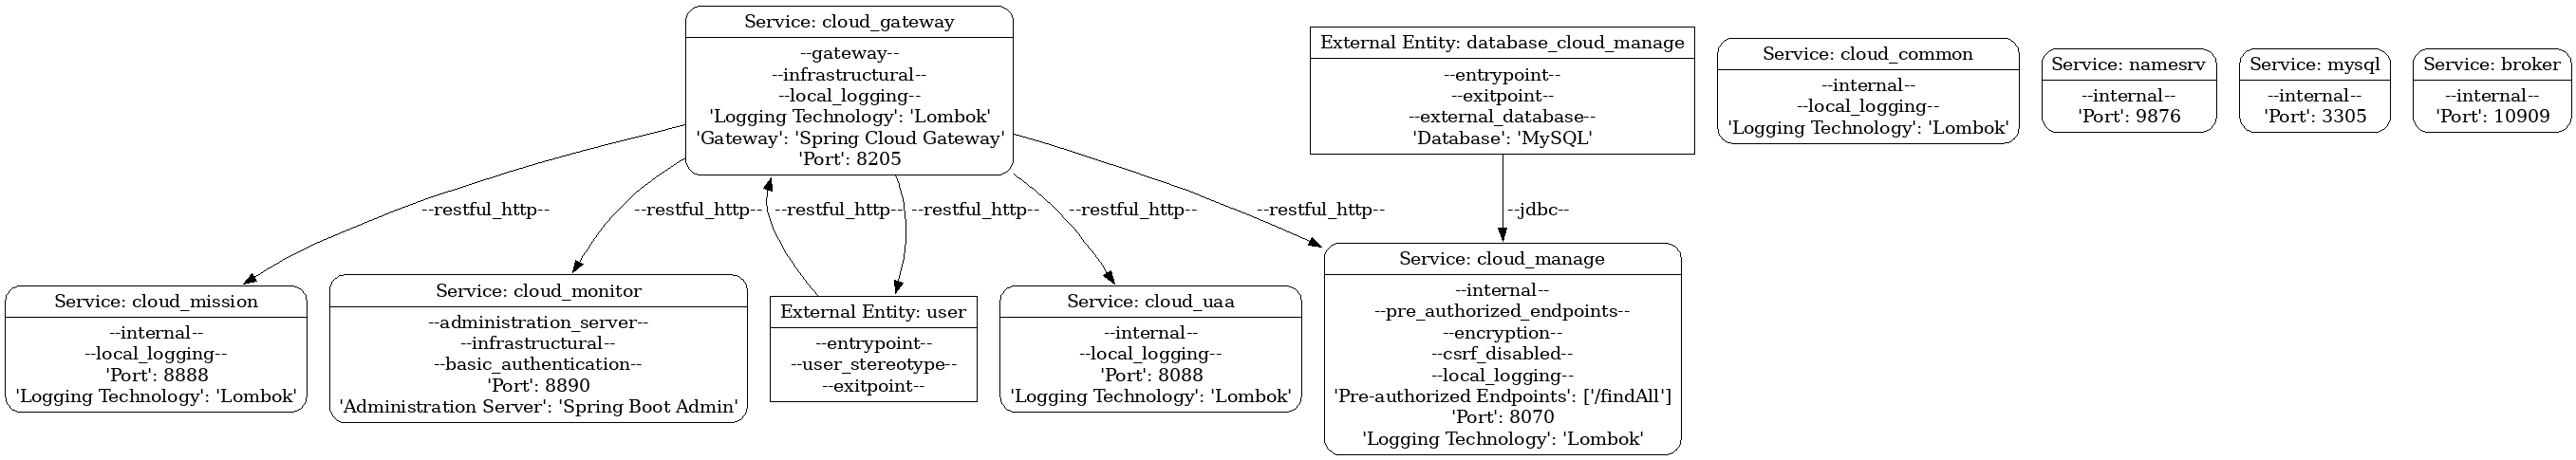 Service: cloud_gateway
--gateway--
--infrastructural--
--local_logging--
'Logging Technology': 'Lombok'
'Gateway': 'Spring Cloud Gateway'
'Port': 8205
External Entity: database_cloud_manage
--entrypoint--
--exitpoint--
--external_database--
'Database': 'MySQL'
Service: cloud_common
--internal--
--local_logging--
'Logging Technology': 'Lombok'
Service: namesrv
--internal--
'Port': 9876
Service: mysql
--internal--
'Port': 3305
Service: broker
--internal--
'Port': 10909
--restful_http--
--restful_http--
--restful_http--
--restful_http--
--restful_http--
--restful_http--
--jdbc--
Service: cloud_mission
--internal--
--local_logging--
'Port': 8888
'Logging Technology': 'Lombok'
Service: cloud_monitor
--administration_server--
--infrastructural--
--basic_authentication--
'Port': 8890
'Administration Server': 'Spring Boot Admin'
External Entity: user
--entrypoint--
--user_stereotype--
--exitpoint--
Service: cloud_uaa
--internal--
--local_logging--
'Port': 8088
'Logging Technology': 'Lombok'
Service: cloud_manage
--internal--
--pre_authorized_endpoints--
--encryption--
--csrf_disabled--
--local_logging--
'Pre-authorized Endpoints': ['/findAll']
'Port': 8070
'Logging Technology': 'Lombok'